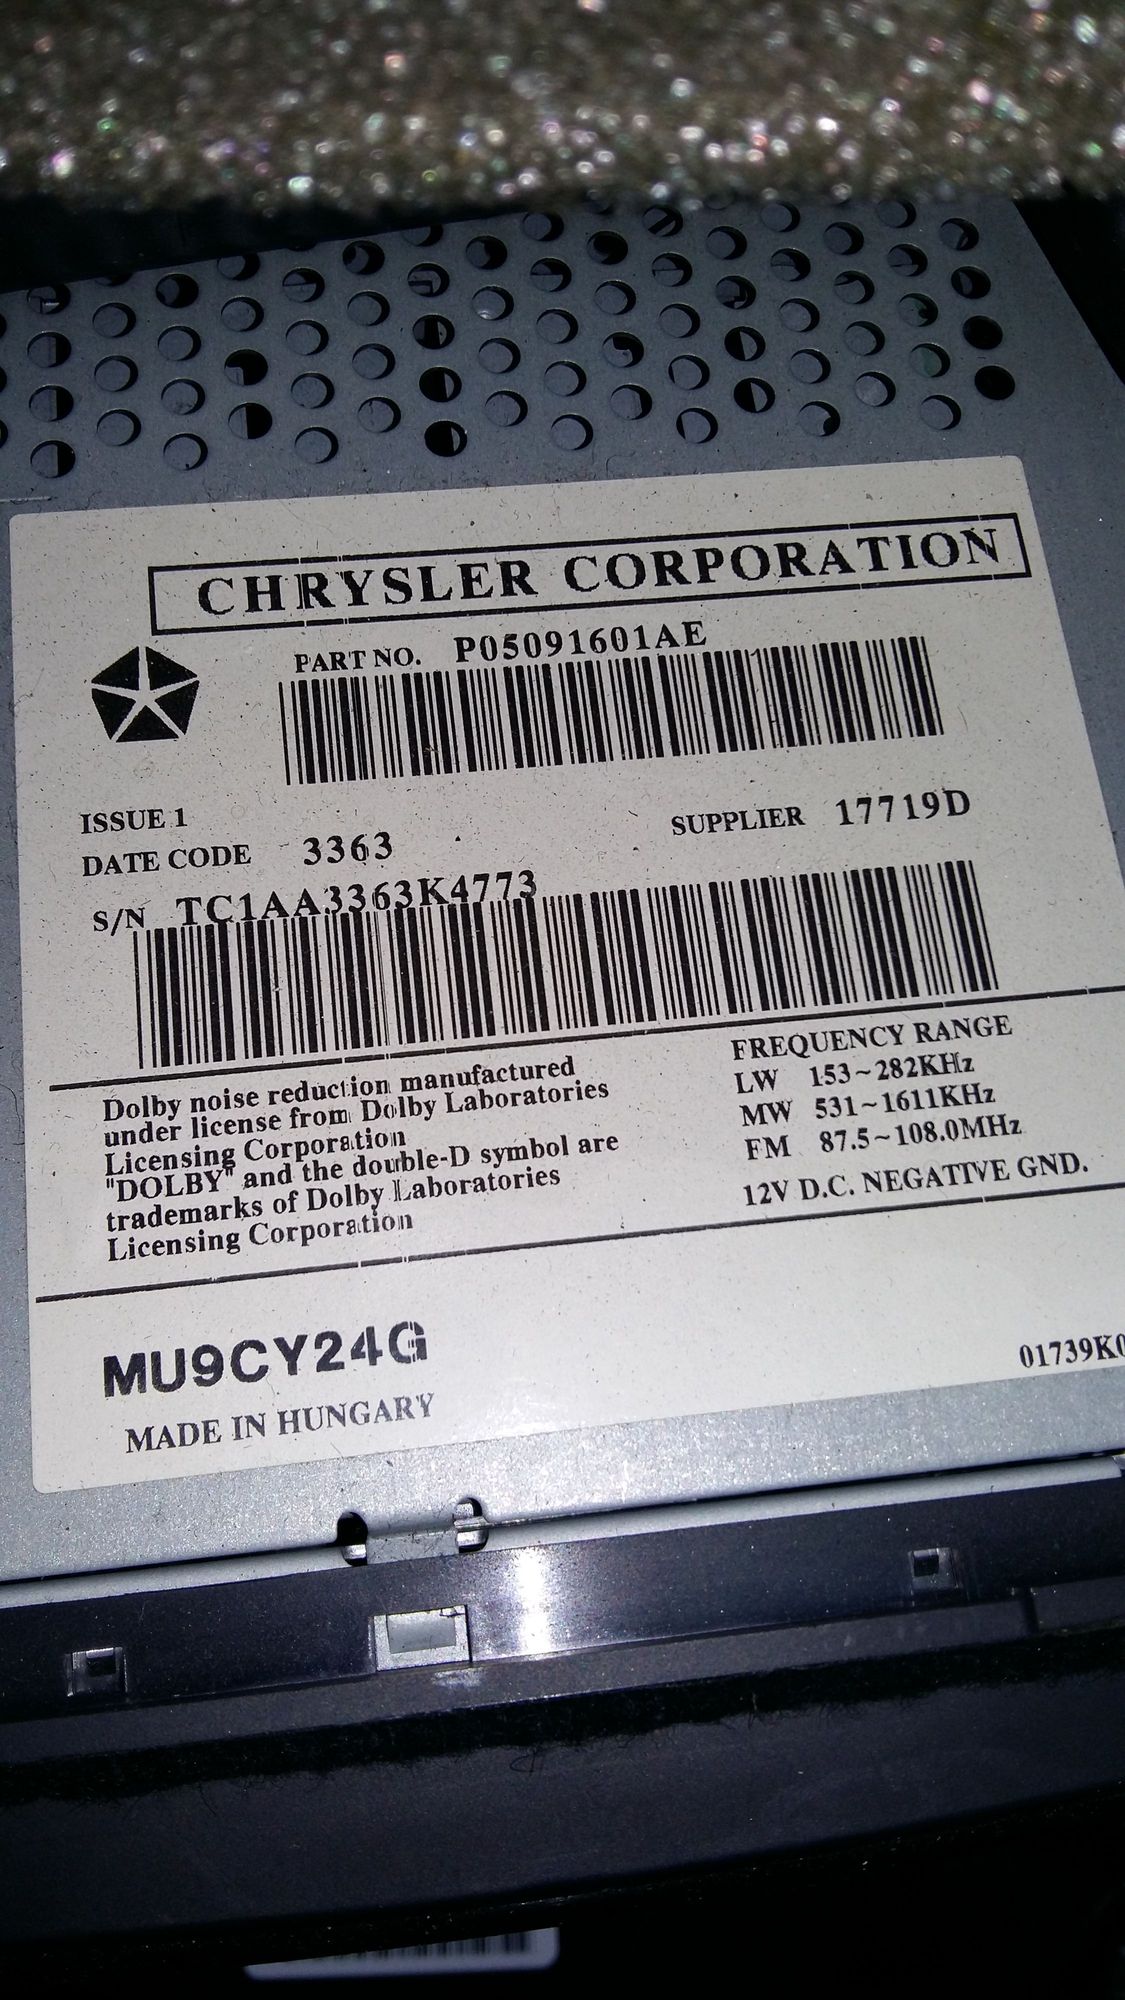 CHRYSLER CORPORATION
PART NO. P05091601AE
ISSUE 1
DATE CODE 3363
SUPPLIER 17719D
S/N TC1AA3363K4773
Dolby noise reduction manufactured
under license from Dolby Laboratories
Licensing Corporation
"DOLBY" and the double-D symbol are
trademarks of Dolby Laboratories
Licensing Corporation
FREQUENCY RANGE
LW 153~282KHz
MW 531~1611KHz
FM 87.5~108.0MHz
12V D.C. NEGATIVE GND.
MU9CY24G
MADE IN HUNGARY
01739K0